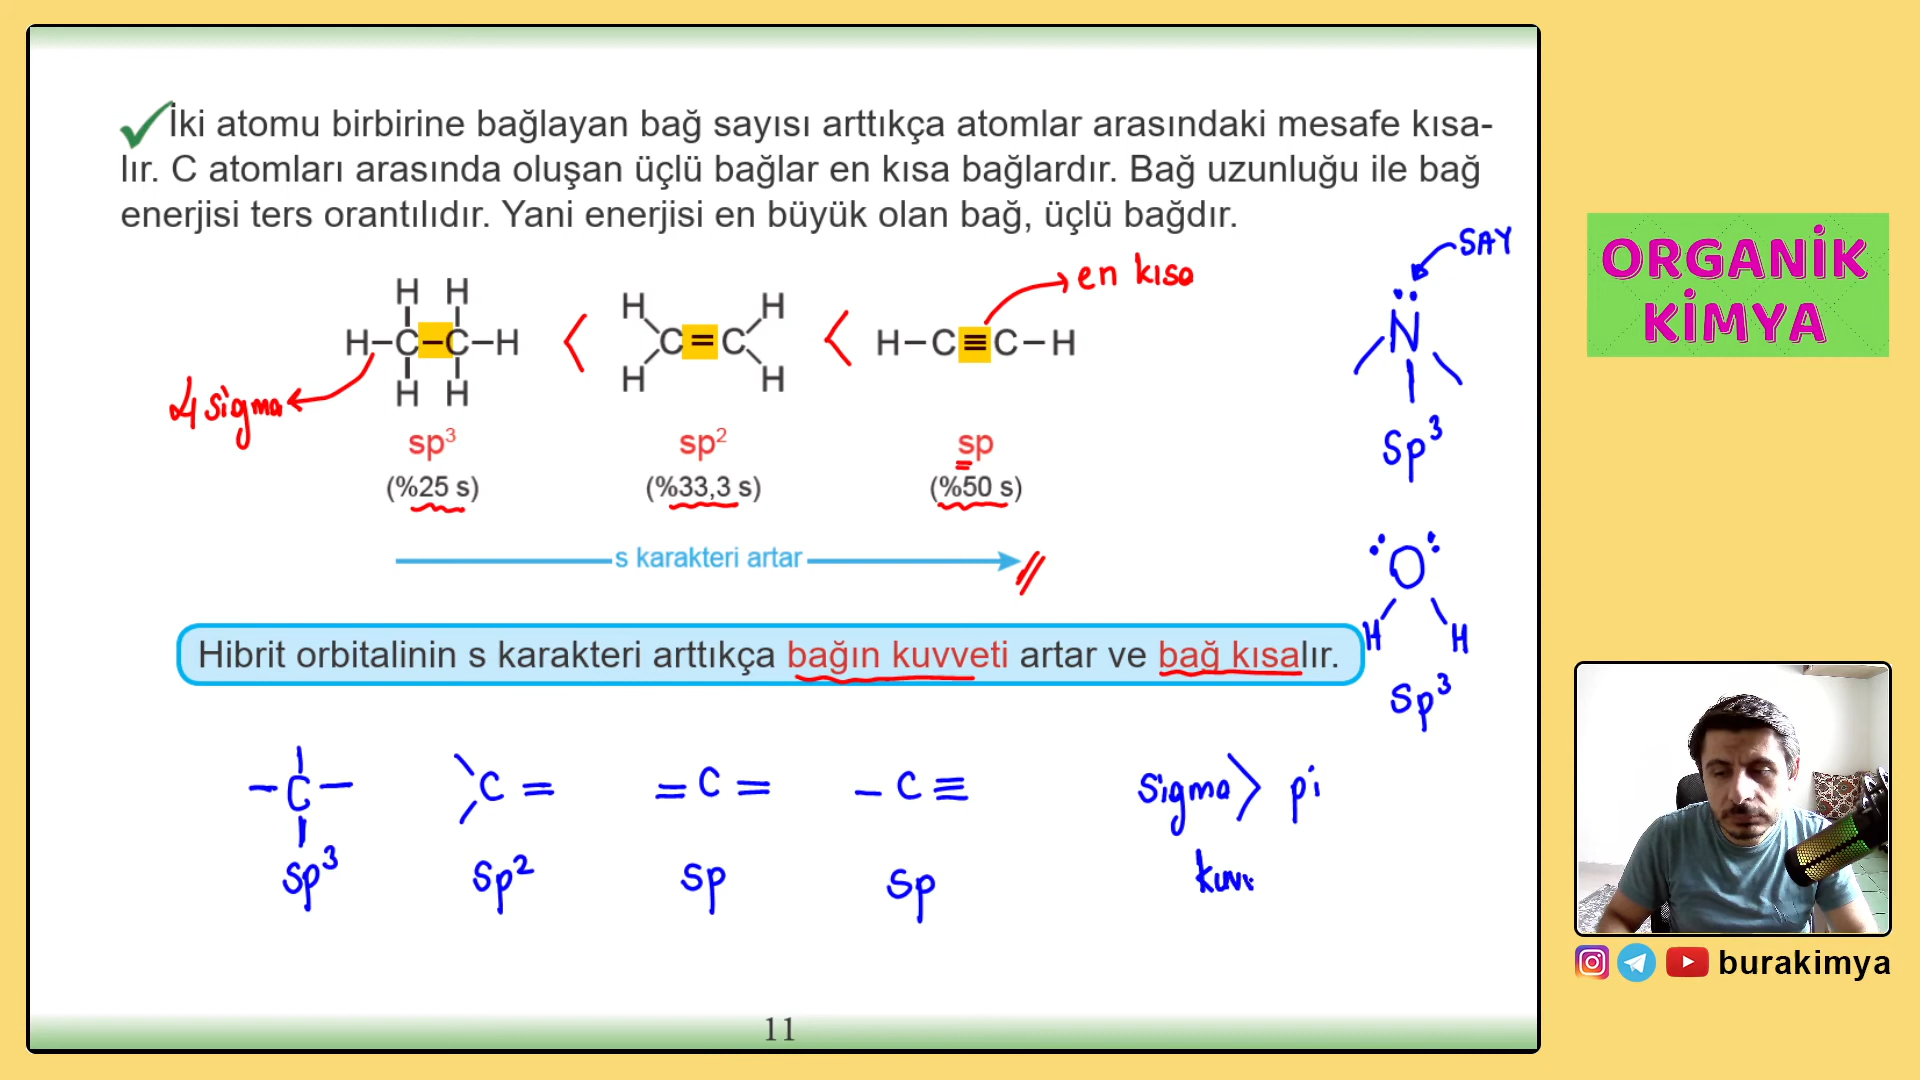 İki atomu birbirine bağlayan bağ sayısı arttıkça atomlar arasındaki mesafe kısa-
lır. C atomları arasında oluşan üçlü bağlar en kısa bağlardır. Bağ uzunluğu ile bağ
enerjisi ters orantılıdır. Yani enerjisi en büyük olan bağ, üçlü bağdır.
SAY
en kısa
H H
H–C–C–H
H H
<
H H
C=C
H H
<
H–C≡C–H
4 sigma
sp³
sp²
sp
(%25 s)
(%33,3 s)
(%50 s)
s karakteri artar
Hibrit orbitalinin s karakteri arttıkça bağın kuvveti artar ve bağ kısalır.
N
Sp³
O
H H
Sp³
–C–
C=
=C=
–C≡
Sp³
Sp²
Sp
Sp
Sigma > pi
kuvv
11
ORGANİK
KİMYA
burakimya